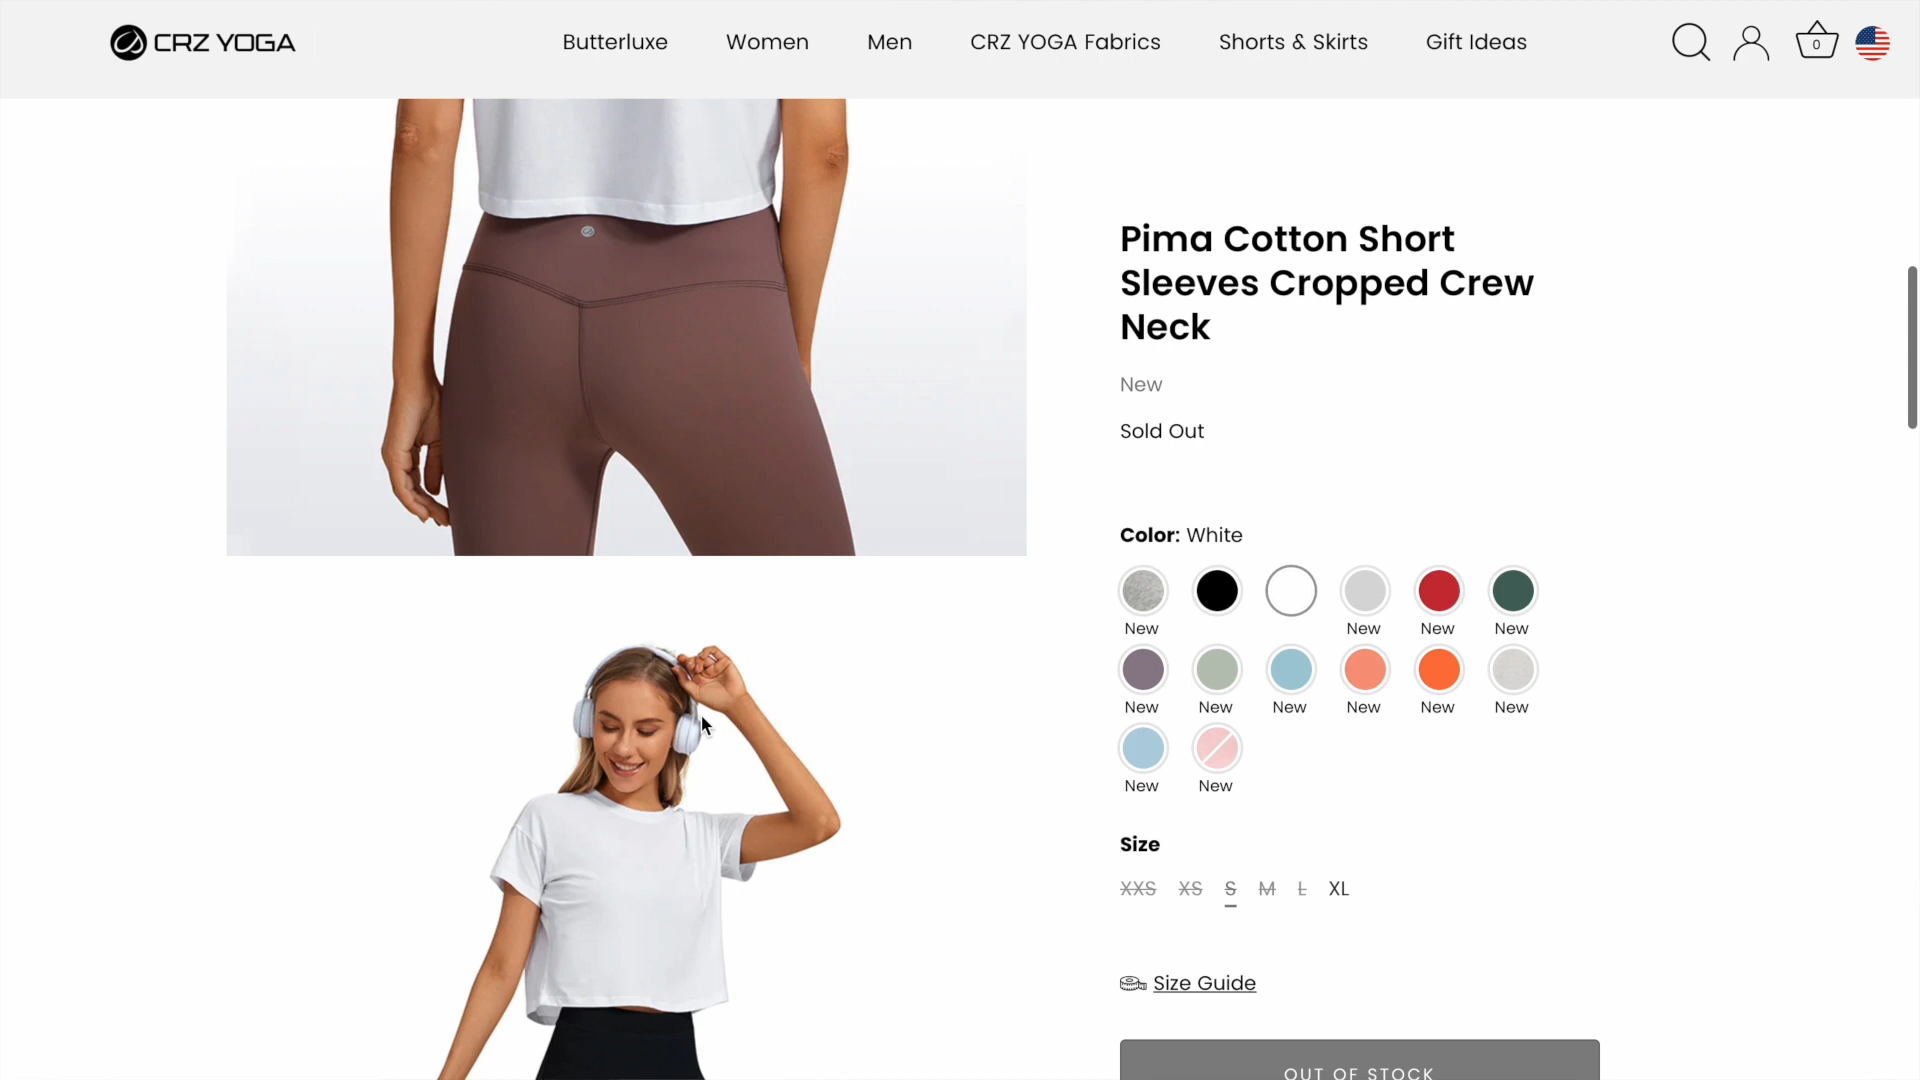 CRZ YOGA
Butterluxe
Women
Men
CRZ YOGA Fabrics
Shorts & Skirts
Gift Ideas
0
Pima Cotton Short
Sleeves Cropped Crew
Neck
New
Sold Out
Color: White
New
New
New
New
New
New
New
New
New
New
New
New
Size
XXS XS S M L XL
Size Guide
OUT OF STOCK